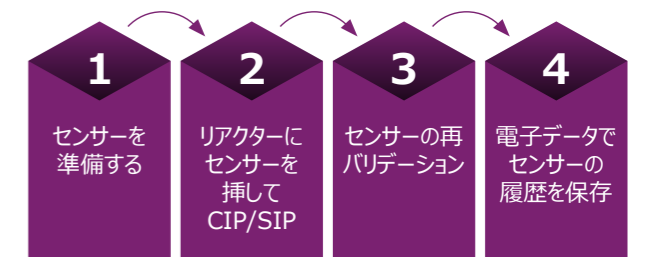 1
センサーを
準備する
2
リアクターに
センサーを
挿して
CIP/SIP
3
センサーの再
バリデーション
4
電子データで
センサーの
履歴を保存